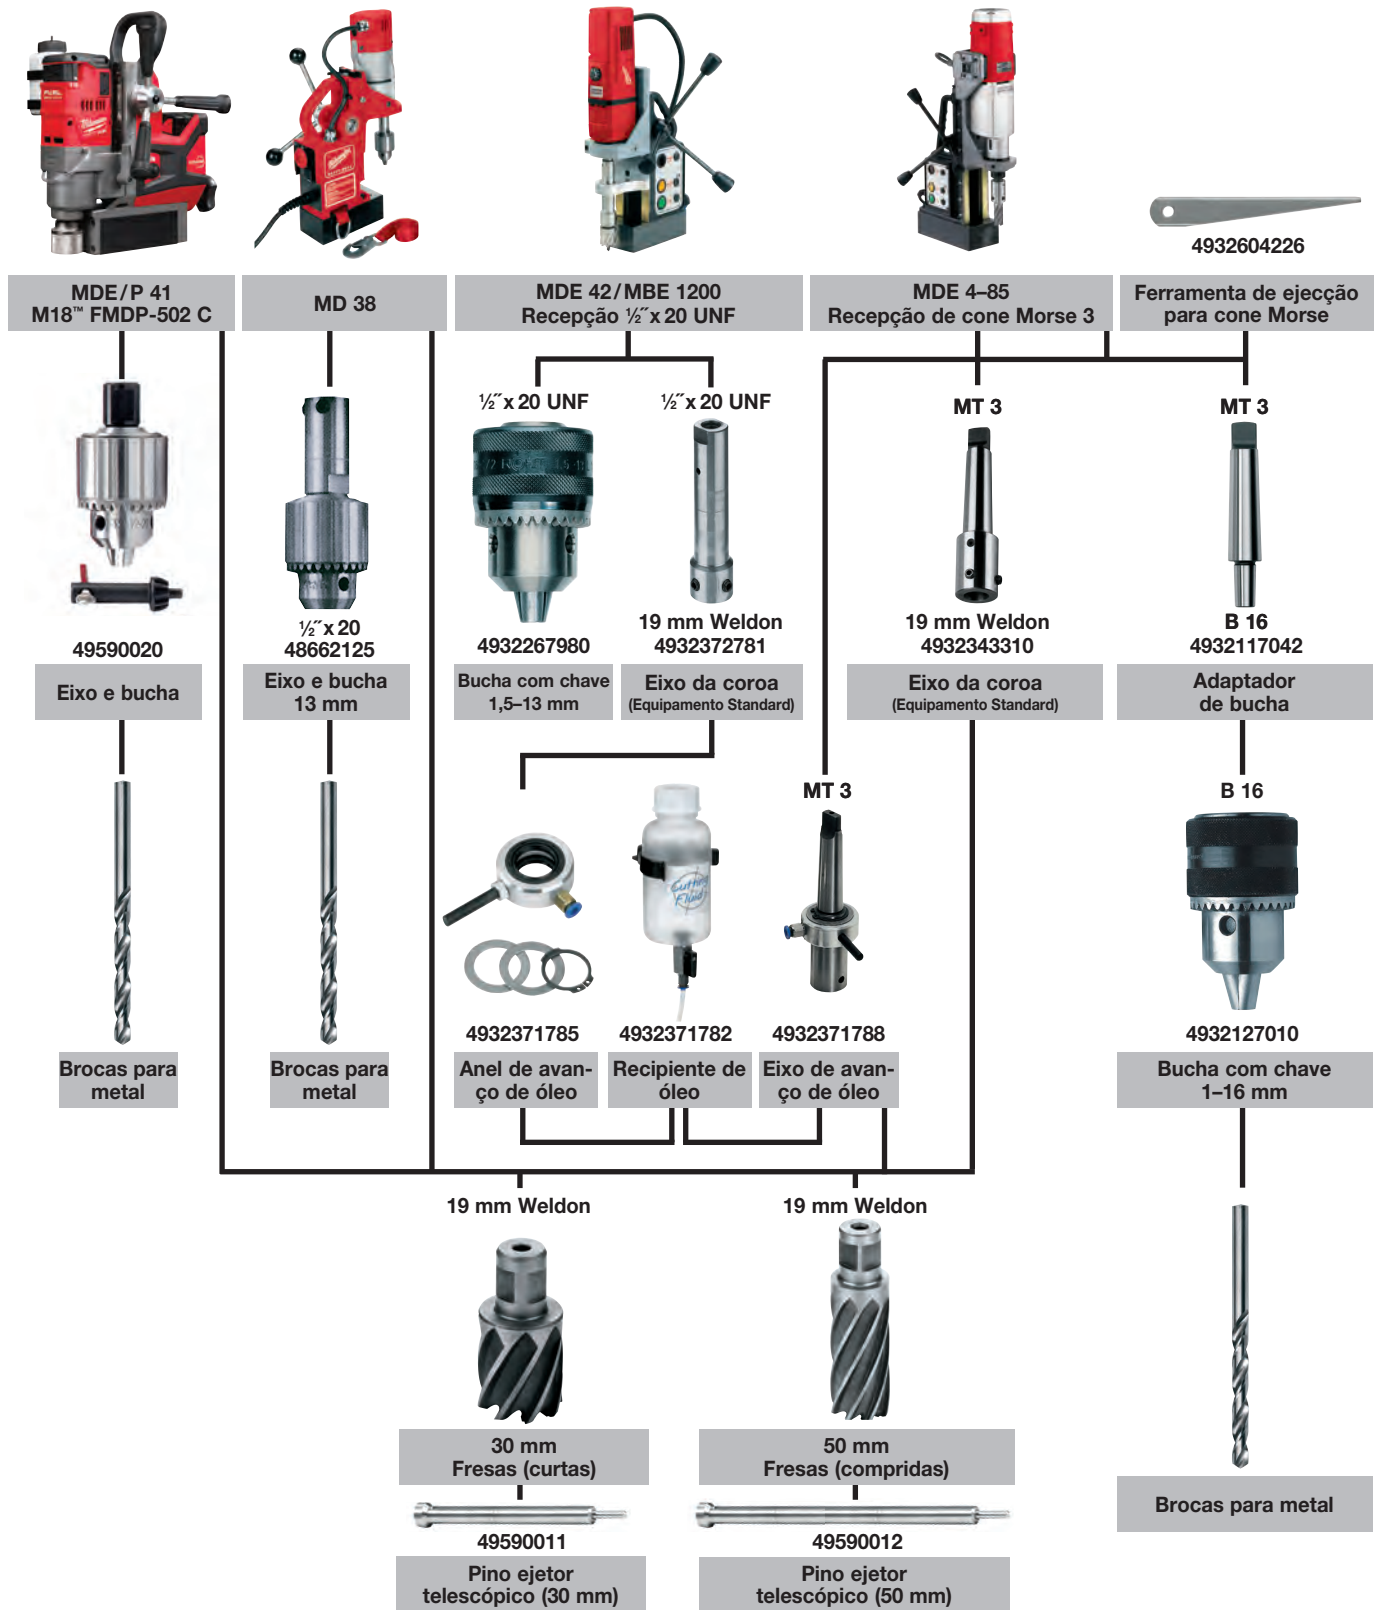 4932604226
MDE/P 41
M18™ FMDP-502 C
MD 38
MDE 42/MBE 1200
Recepção ½˝x 20 UNF
MDE 4–85
Recepção de cone Morse 3
Ferramenta de ejecção
para cone Morse
½˝x 20 UNF
½˝x 20 UNF
MT 3
MT 3
49590020
½˝x 20
48662125
4932267980
19 mm Weldon
4932372781
19 mm Weldon
4932343310
B 16
4932117042
Eixo e bucha
Eixo e bucha
13 mm
Bucha com chave
1,5–13 mm
Eixo da coroa
(Equipamento Standard)
Eixo da coroa
(Equipamento Standard)
Adaptador
de bucha
MT 3
B 16
Cutting
Fluid
4932371785
4932371782
4932371788
4932127010
Brocas para
metal
Brocas para
metal
Anel de avan-
ço de óleo
Recipiente de
óleo
Eixo de avan-
ço de óleo
Bucha com chave
1–16 mm
19 mm Weldon
19 mm Weldon
30 mm
Fresas (curtas)
50 mm
Fresas (compridas)
Brocas para metal
49590011
49590012
Pino ejetor
telescópico (30 mm)
Pino ejetor
telescópico (50 mm)